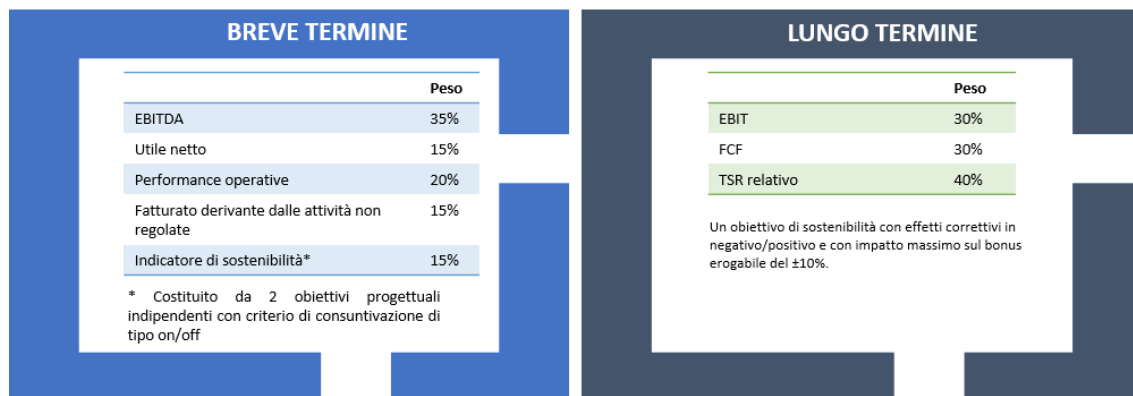 BREVE TERMINE
Peso
EBITDA 35%
Utile netto 15%
Performance operative 20%
Fatturato derivante dalle attività non
regolate 15%
Indicatore di sostenibilità* 15%
* Costituito da 2 obiettivi progettuali
indipendenti con criterio di consuntivazione di
tipo on/off
LUNGO TERMINE
Peso
EBIT 30%
FCF 30%
TSR relativo 40%
Un obiettivo di sostenibilità con effetti correttivi in
negativo/positivo e con impatto massimo sul bonus
erogabile del ±10%.